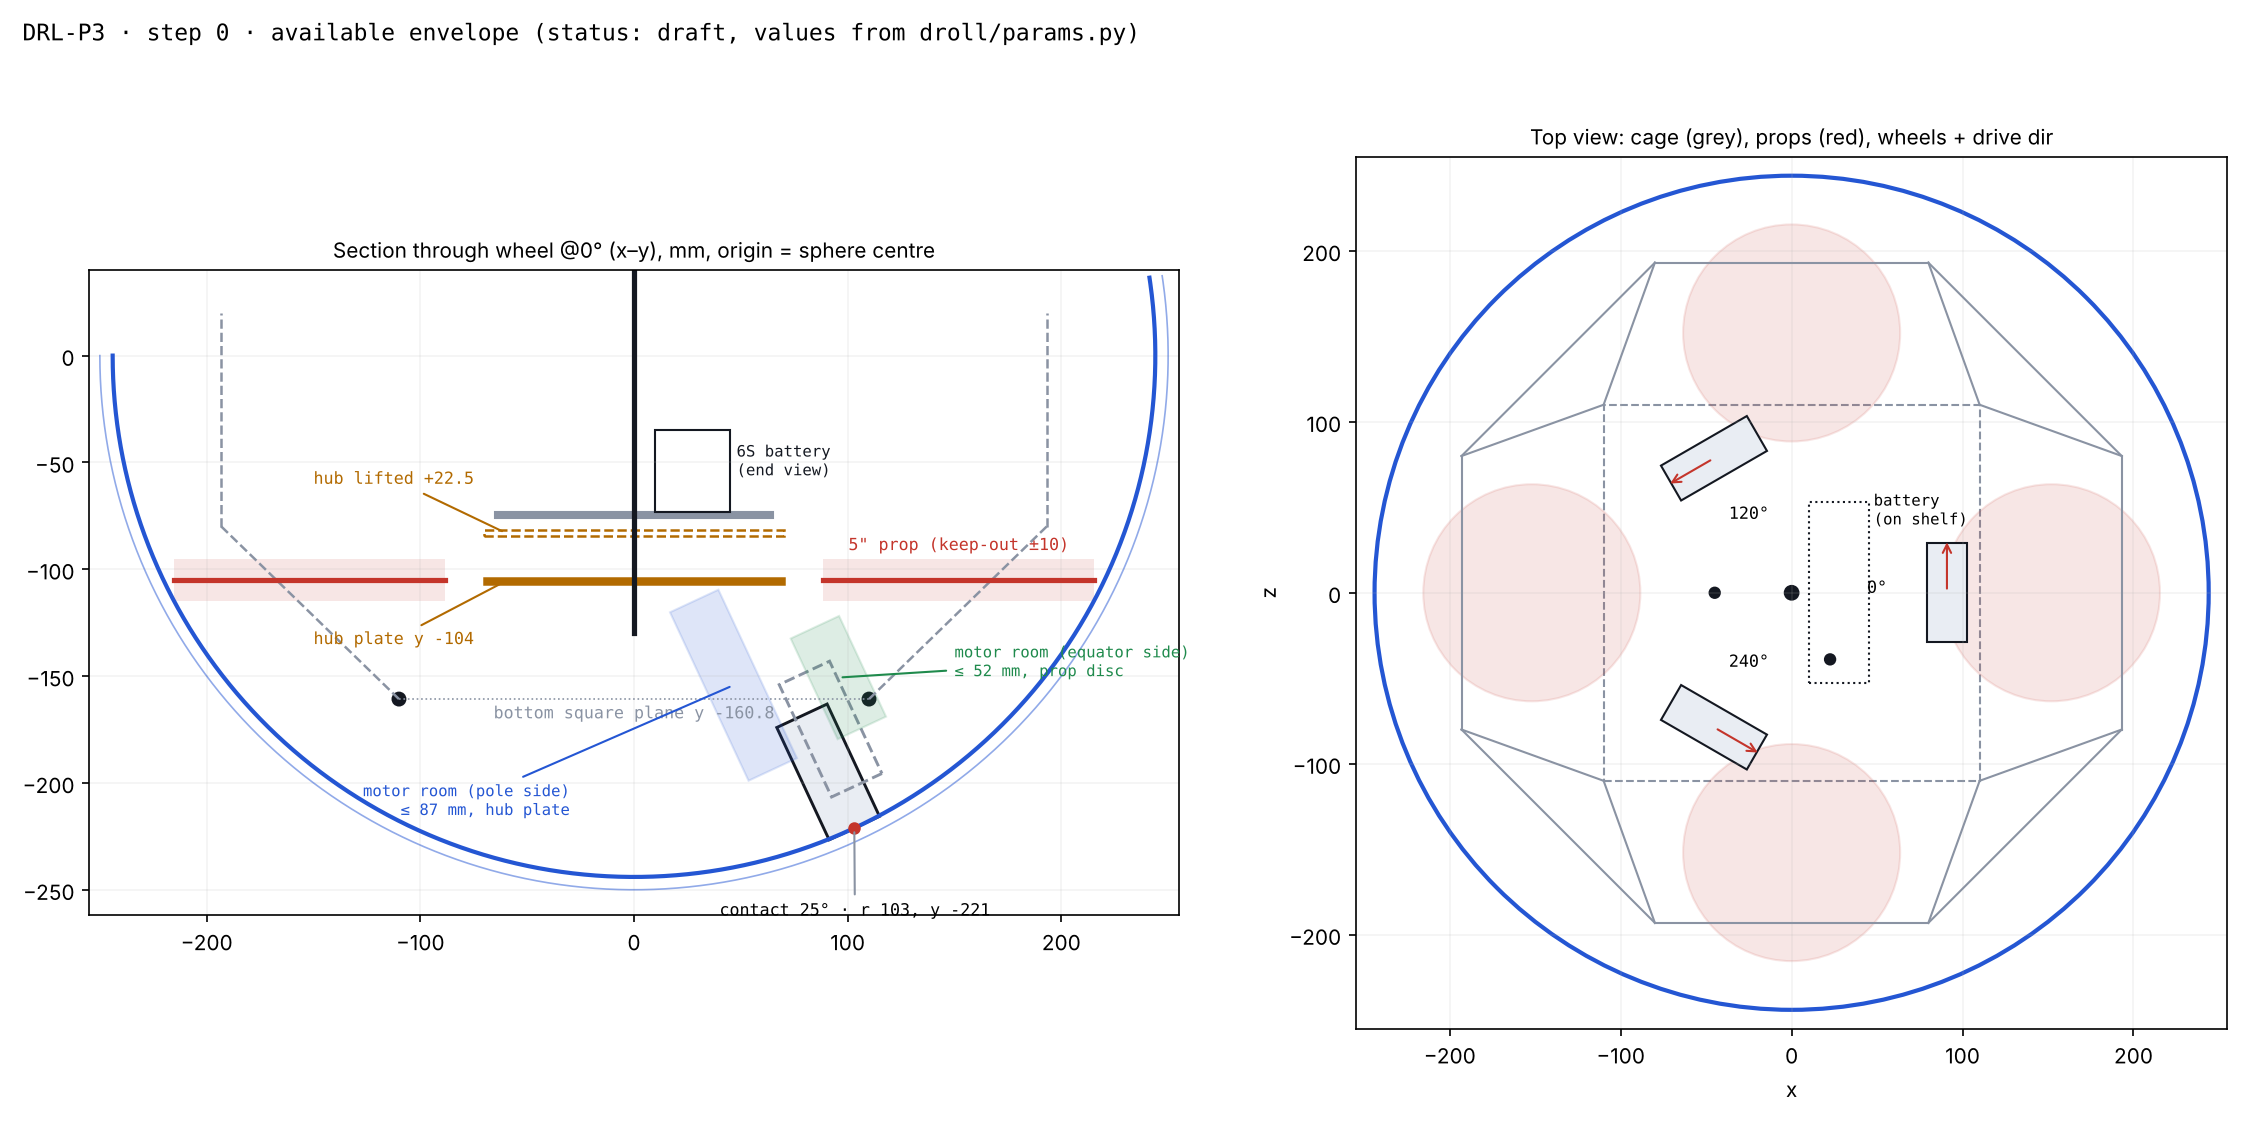 DRL-P3 · step 0 · available envelope (status: draft, values from droll/params.py)
Section through wheel @0° (x–y), mm, origin = sphere centre
0
−50
−100
−150
−200
−250
−200
−100
0
100
200
hub lifted +22.5
6S battery
(end view)
5" prop (keep-out ±10)
hub plate y -104
motor room (equator side)
≤ 52 mm, prop disc
bottom square plane y -160.8
motor room (pole side)
≤ 87 mm, hub plate
contact 25° · r 103, y -221
Top view: cage (grey), props (red), wheels + drive dir
200
100
0
−100
−200
z
battery
(on shelf)
120°
0°
240°
−200
−100
0
100
200
x